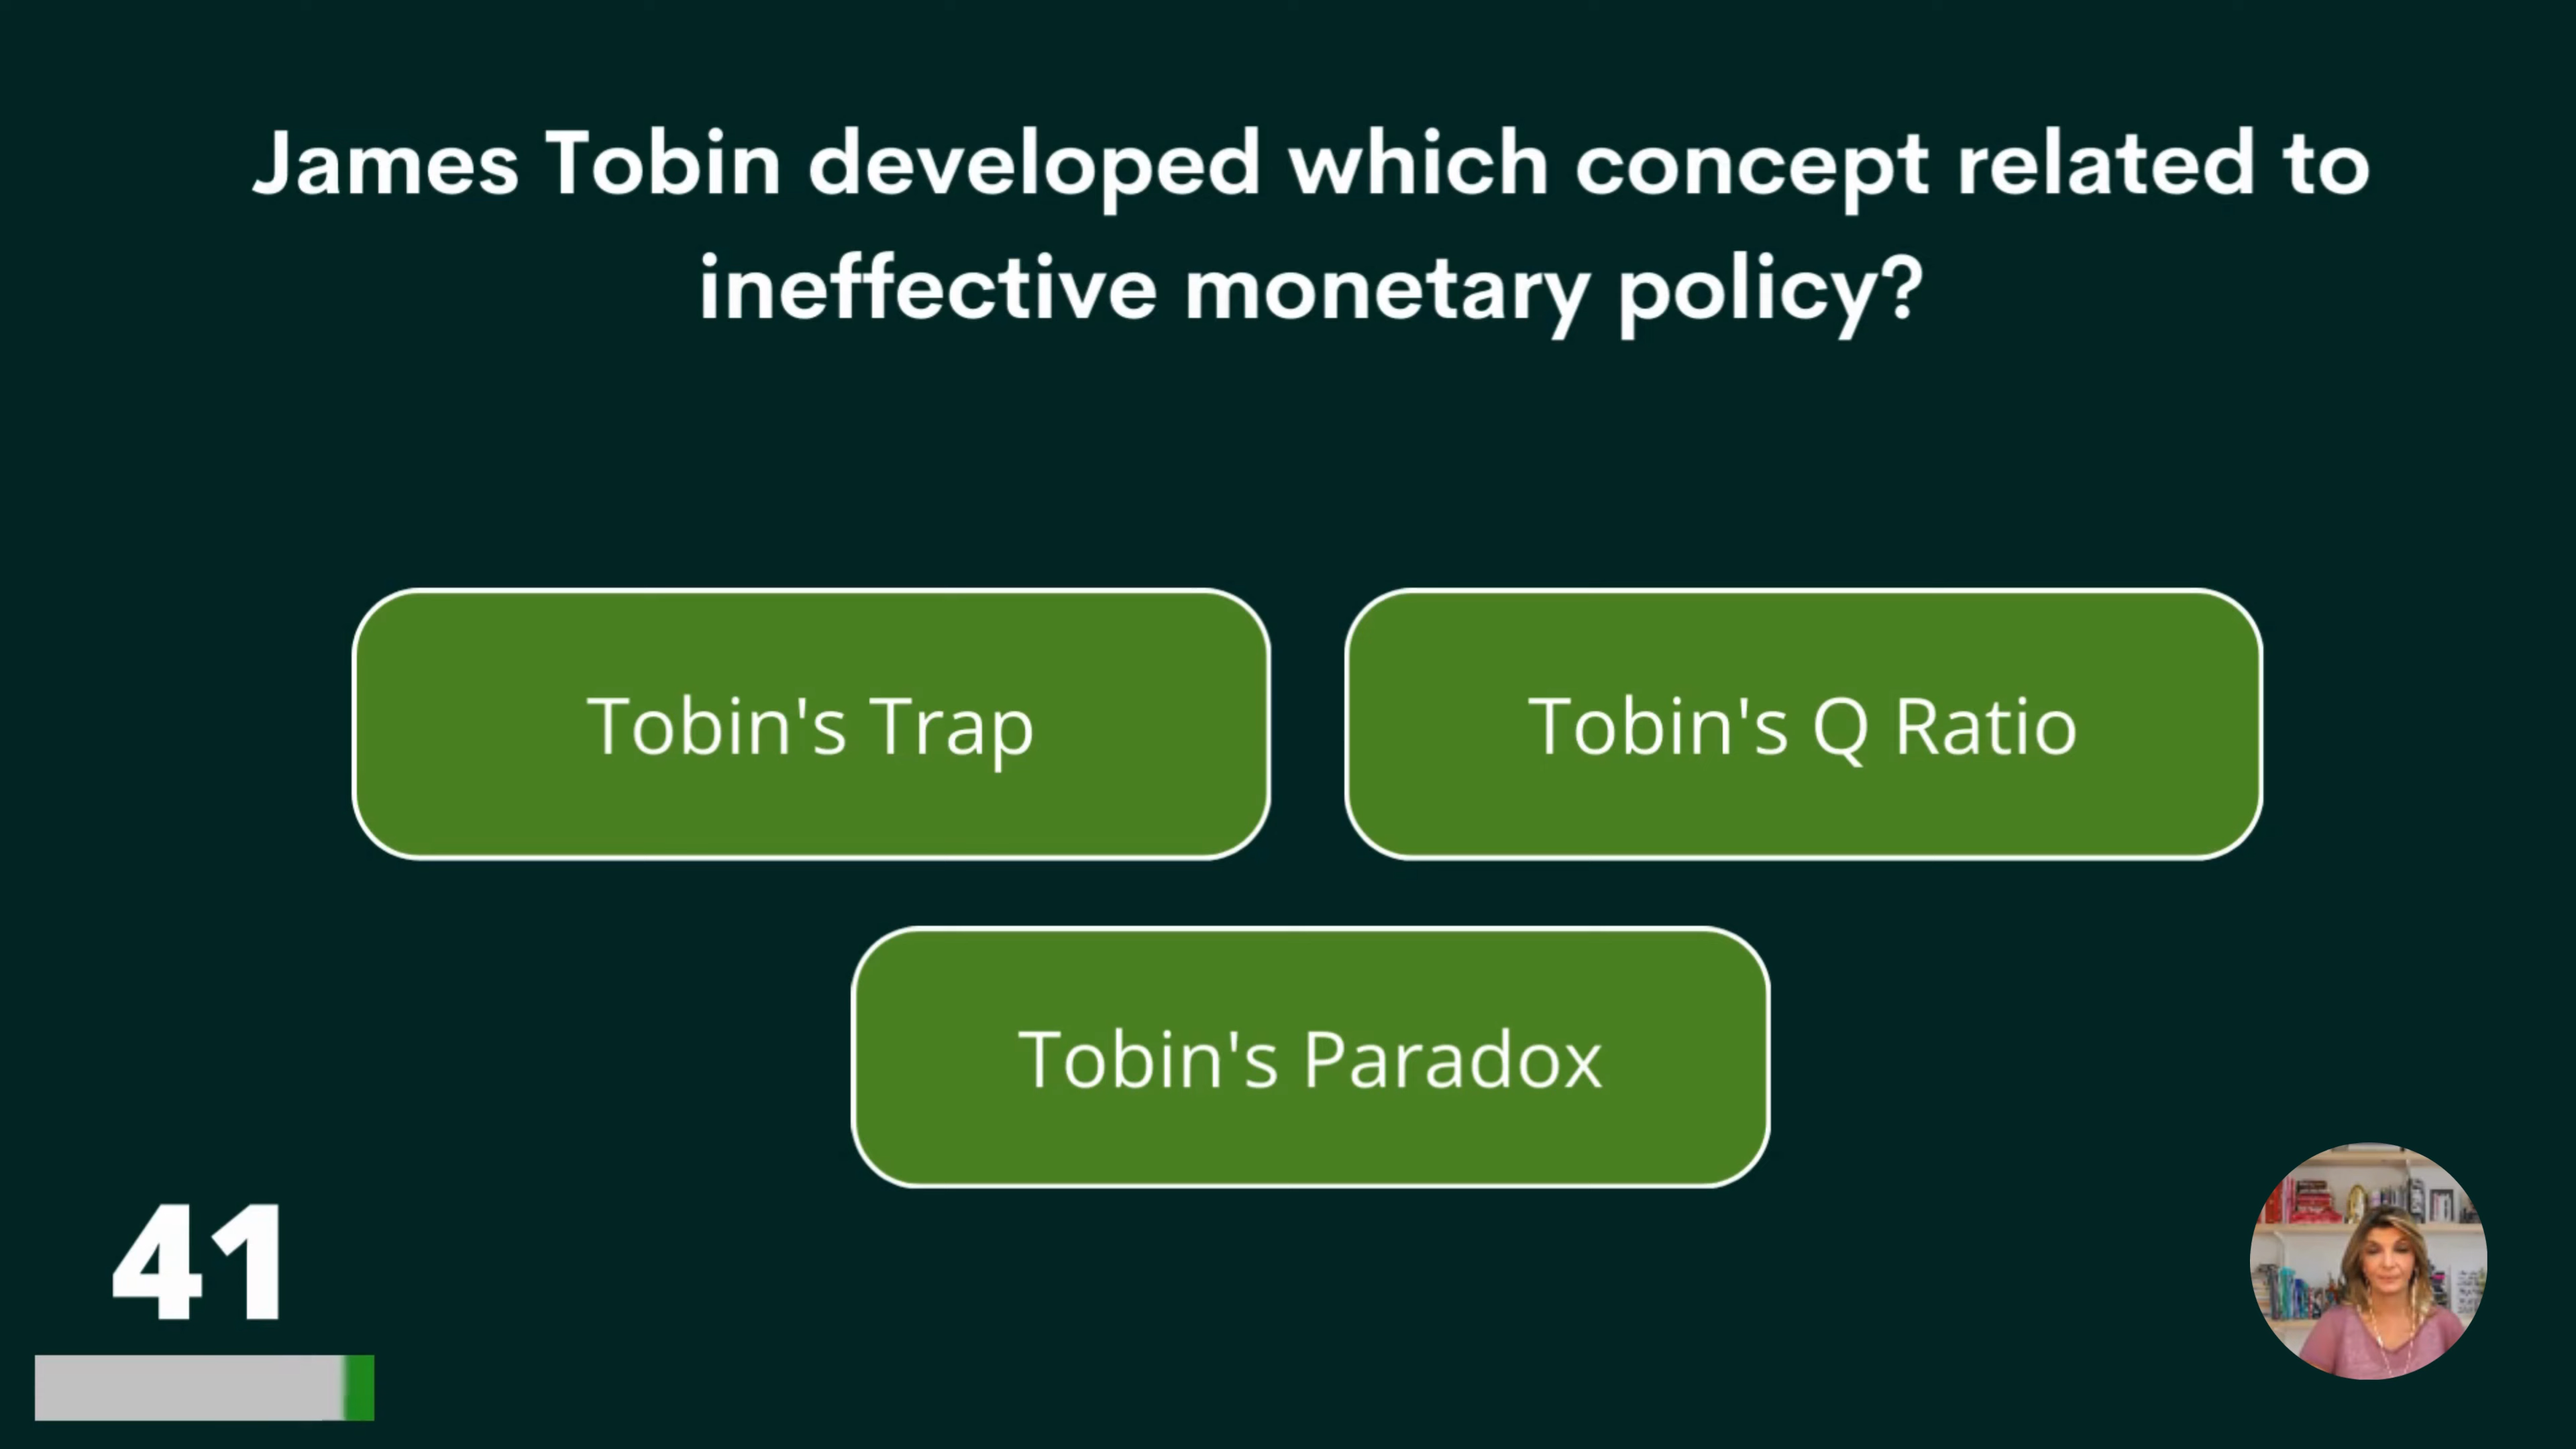 James Tobin developed which concept related to
ineffective monetary policy?
Tobin's Trap
Tobin's Q Ratio
Tobin's Paradox
41